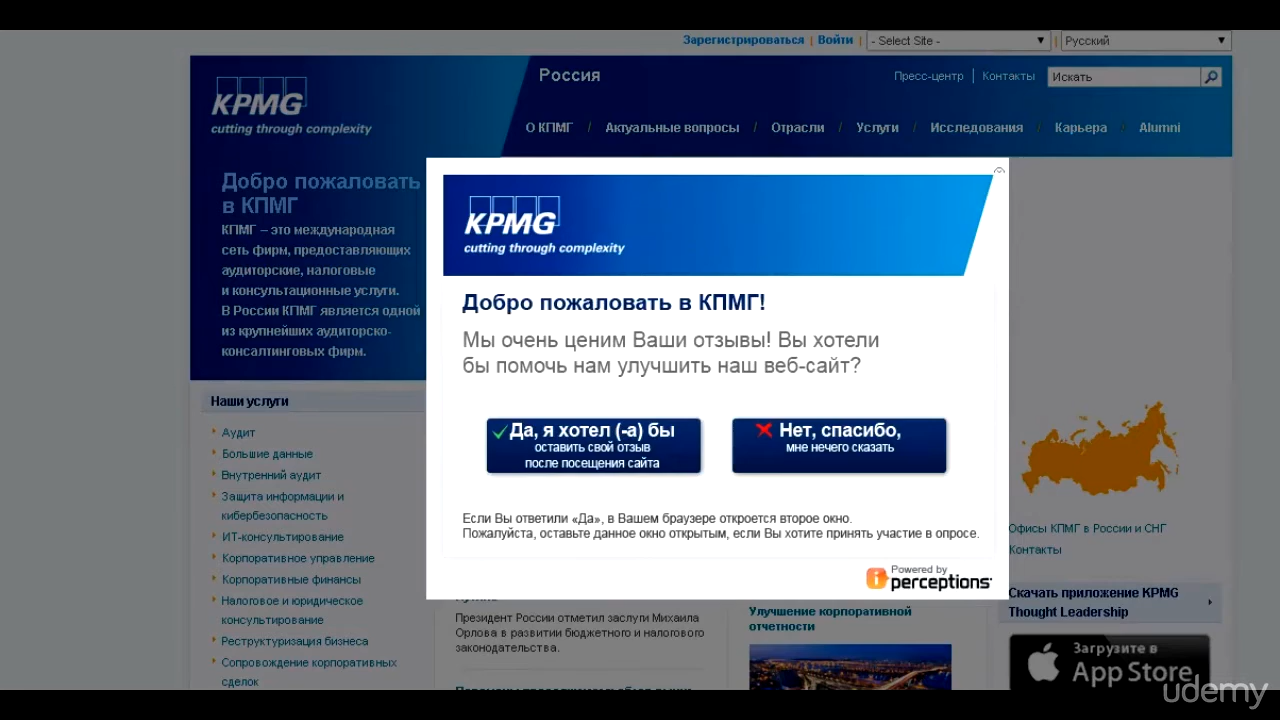 Зарегистрироваться | Войти | - Select Site - | Русский
KPMG
cutting through complexity
Россия
Пресс-центр | Контакты
Искать
О КПМГ / Актуальные вопросы / Отрасли / Услуги / Исследования / Карьера / Alumni
Добро пожаловать
в КПМГ
КПМГ – это международная
сеть фирм, предоставляющих
аудиторские, налоговые
и консультационные услуги.
В России КПМГ является одной
из крупнейших аудиторско-
консалтинговых фирм.
Наши услуги
Аудит
Большие данные
Внутренний аудит
Защита информации и
кибербезопасность
ИТ-консультирование
Корпоративное управление
Корпоративные финансы
Налоговое и юридическое
консультирование
Реструктуризация бизнеса
Сопровождение корпоративных
сделок
KPMG
cutting through complexity
Добро пожаловать в КПМГ!
Мы очень ценим Ваши отзывы! Вы хотели
бы помочь нам улучшить наш веб-сайт?
Да, я хотел (-а) бы
оставить свой отзыв
после посещения сайта
Нет, спасибо,
мне нечего сказать
Если Вы ответили «Да», в Вашем браузере откроется второе окно.
Пожалуйста, оставьте данное окно открытым, если Вы хотите принять участие в опросе.
Powered by
iperceptions
Президент России отметил заслуги Михаила
Орлова в развитии бюджетного и налогового
законодательства.
Улучшение корпоративной
отчетности
Офисы КПМГ в России и СНГ
Контакты
Скачать приложение KPMG
Thought Leadership
Загрузите в
App Store
udemy